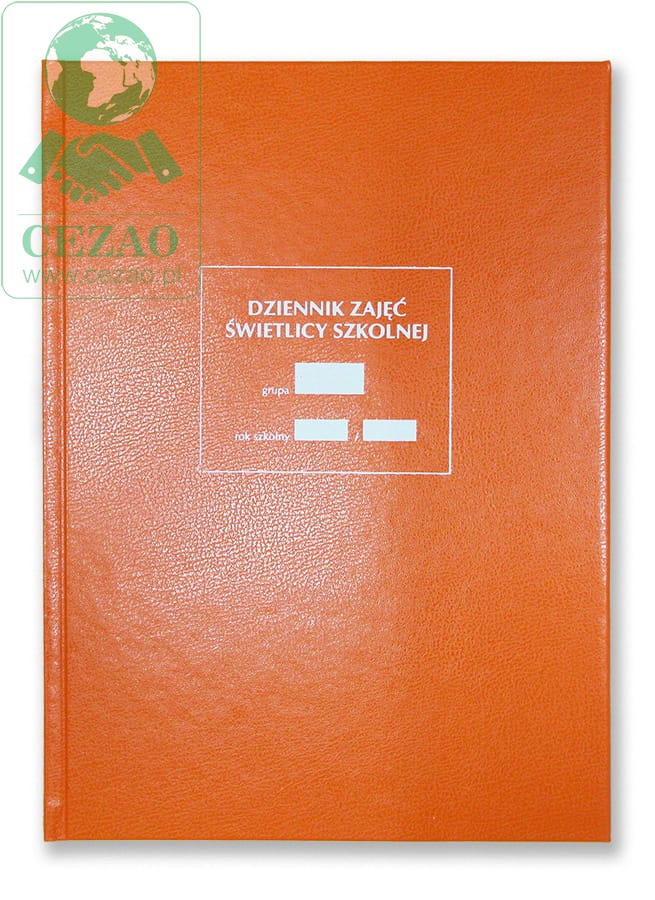 CEZAO
www.cezao.pl
DZIENNIK ZAJĘĆ
ŚWIETLICY SZKOLNEJ
grupa
rok szkolny /